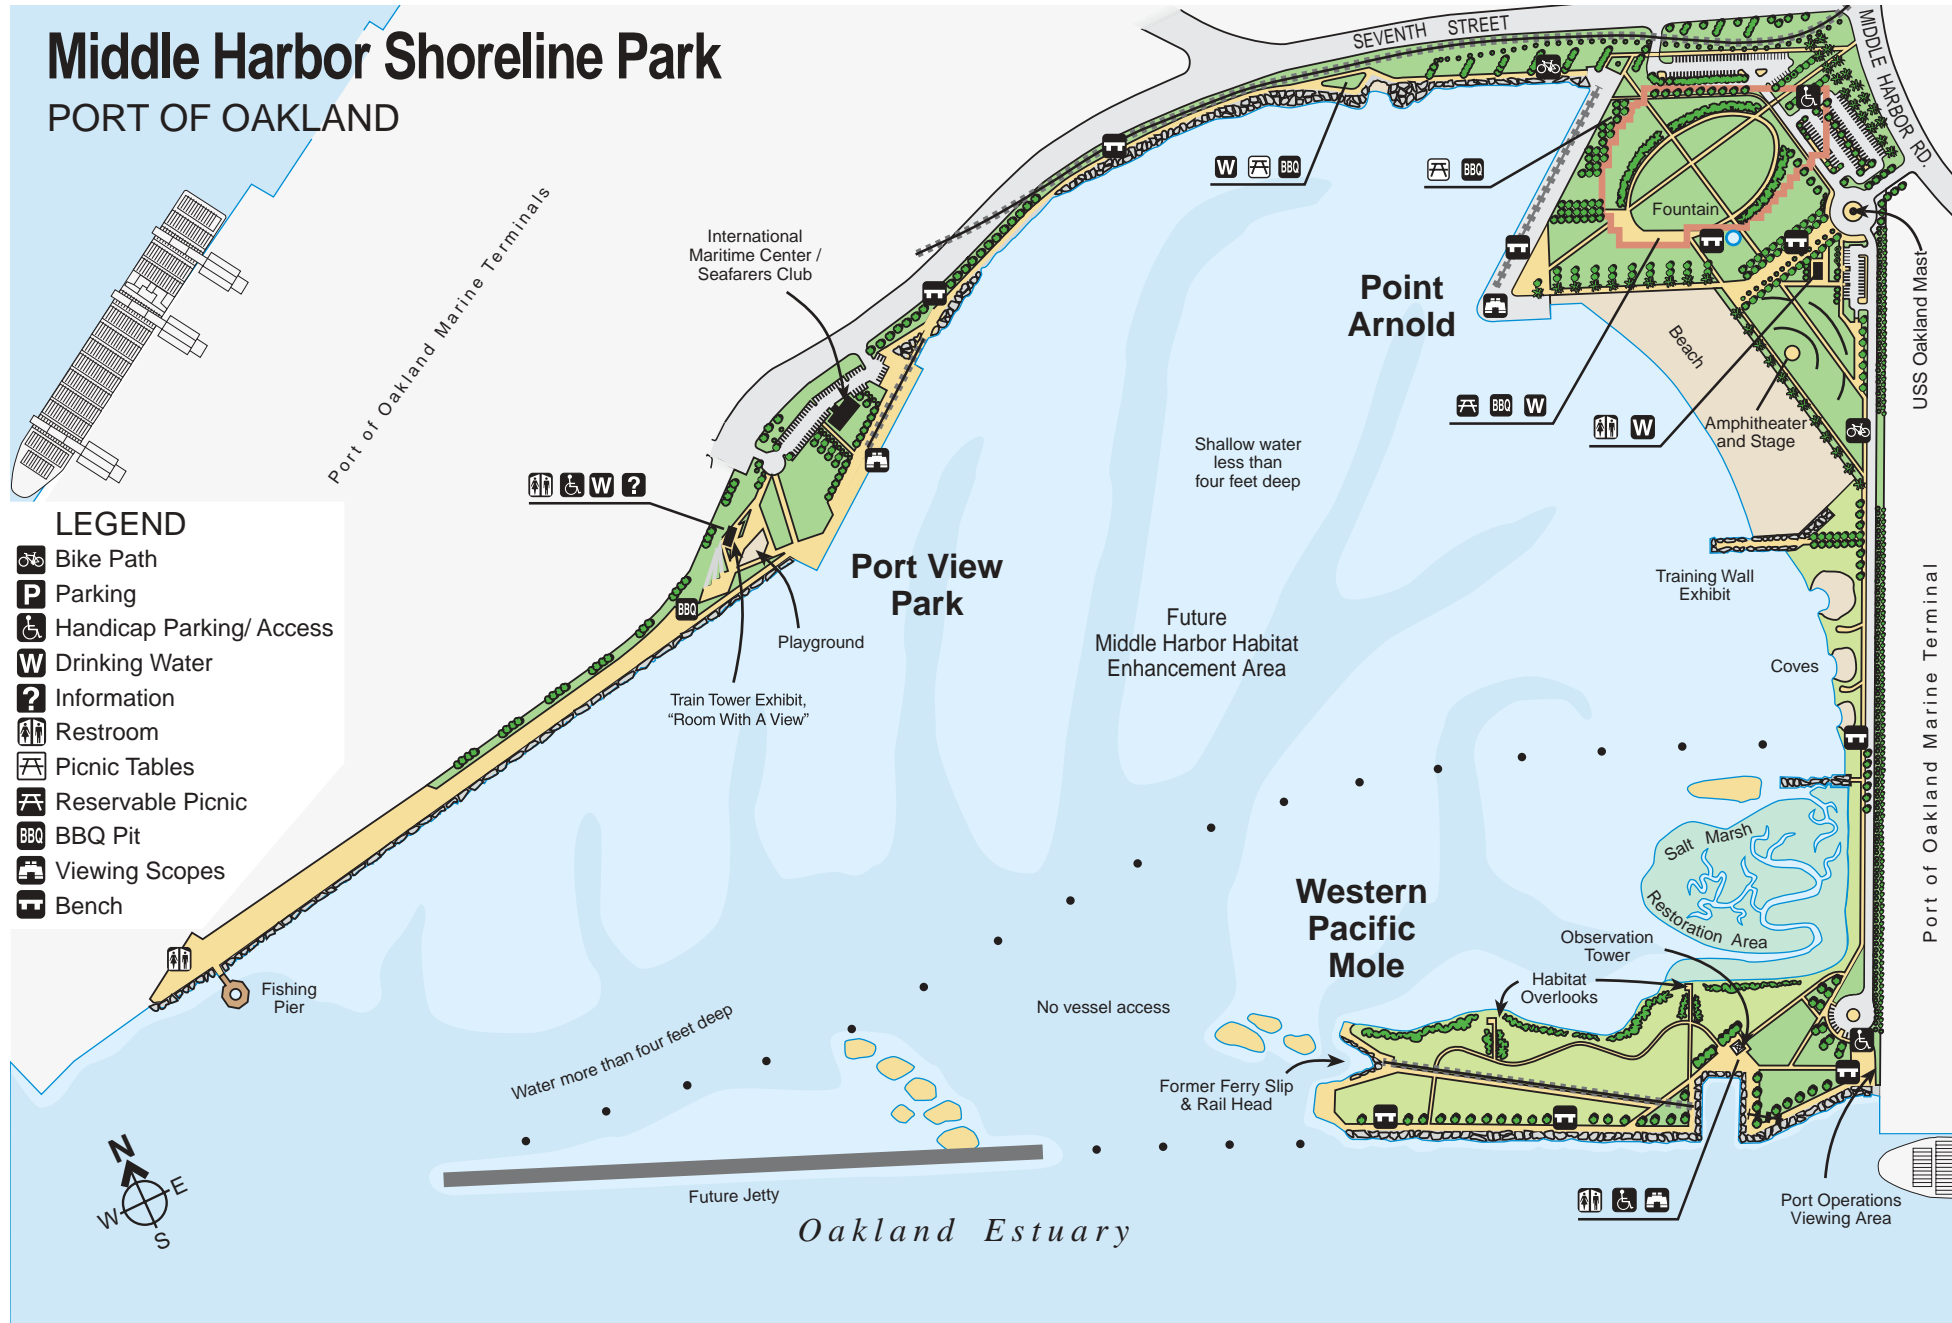 Middle Harbor Shoreline Park
PORT OF OAKLAND
SEVENTH STREET
MIDDLE HARBOR RD.
Port of Oakland Marine Terminals
International
Maritime Center /
Seafarers Club
W
BBQ
BBQ
Fountain
USS Oakland Mast
Point
Arnold
Beach
BBQ
W
W
Amphitheater
and Stage
Shallow water
less than
four feet deep
W
?
LEGEND
Bike Path
P
Parking
Handicap Parking/ Access
W
Drinking Water
?
Information
Restroom
Picnic Tables
Reservable Picnic
BBQ
BBQ Pit
Viewing Scopes
Bench
Port View
Park
BBQ
Playground
Train Tower Exhibit,
“Room With A View”
Training Wall
Exhibit
Future
Middle Harbor Habitat
Enhancement Area
Coves
Port of Oakland Marine Terminal
Salt Marsh
Restoration Area
Western
Pacific
Mole
Observation
Tower
Habitat
Overlooks
Fishing
Pier
No vessel access
Water more than four feet deep
Former Ferry Slip
& Rail Head
N
E
W
S
Future Jetty
Oakland Estuary
Port Operations
Viewing Area